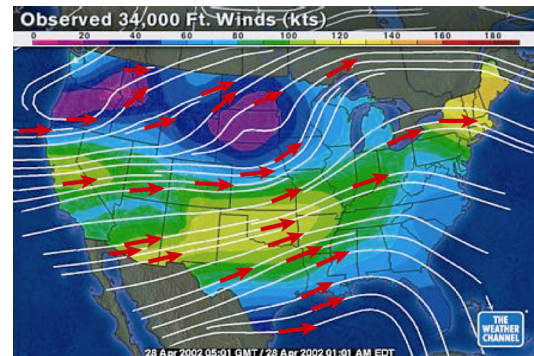 Observed 34,000 Ft. Winds (kts)
0 20 40 60 80 100 120 140 160 180
THE
WEATHER
CHANNEL
28 Apr 2002 05:01 GMT / 28 Apr 2002 01:01 AM EDT